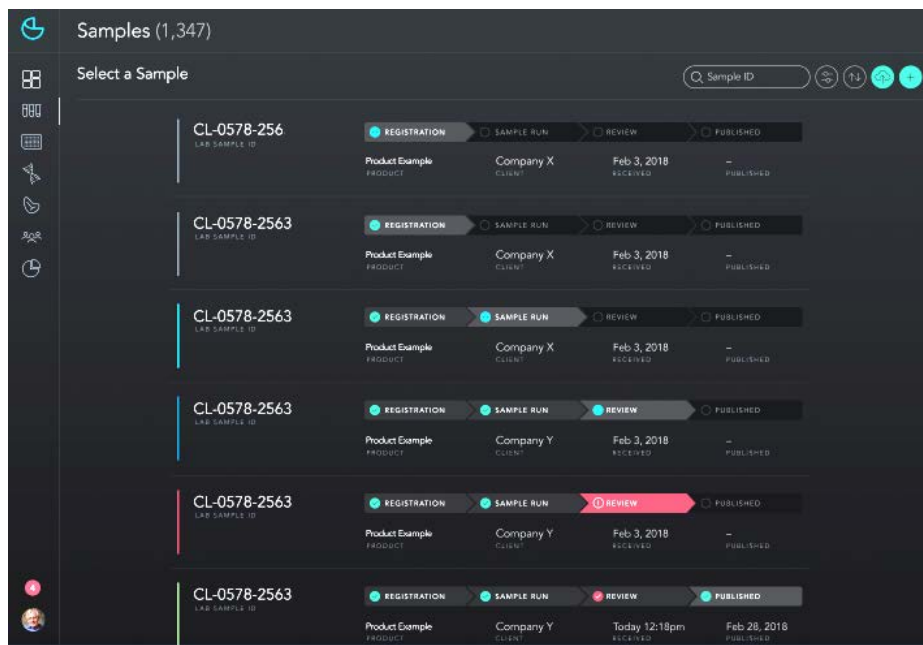 Samples (1,347)
Select a Sample
Sample ID
CL-0578-256
LAB SAMPLE ID
REGISTRATION SAMPLE RUN REVIEW PUBLISHED
Product Example Company X Feb 3, 2018 –
PRODUCT CLIENT RECEIVED PUBLISHED
CL-0578-2563
LAB SAMPLE ID
REGISTRATION SAMPLE RUN REVIEW PUBLISHED
Product Example Company X Feb 3, 2018 –
PRODUCT CLIENT RECEIVED PUBLISHED
CL-0578-2563
LAB SAMPLE ID
REGISTRATION SAMPLE RUN REVIEW PUBLISHED
Product Example Company X Feb 3, 2018 –
PRODUCT CLIENT RECEIVED PUBLISHED
CL-0578-2563
LAB SAMPLE ID
REGISTRATION SAMPLE RUN REVIEW PUBLISHED
Product Example Company Y Feb 3, 2018 –
PRODUCT CLIENT RECEIVED PUBLISHED
CL-0578-2563
LAB SAMPLE ID
REGISTRATION SAMPLE RUN REVIEW PUBLISHED
Product Example Company Y Feb 3, 2018 –
PRODUCT CLIENT RECEIVED PUBLISHED
4
CL-0578-2563
LAB SAMPLE ID
REGISTRATION SAMPLE RUN REVIEW PUBLISHED
Product Example Company Y Today 12:18pm Feb 28, 2018
PRODUCT CLIENT RECEIVED PUBLISHED